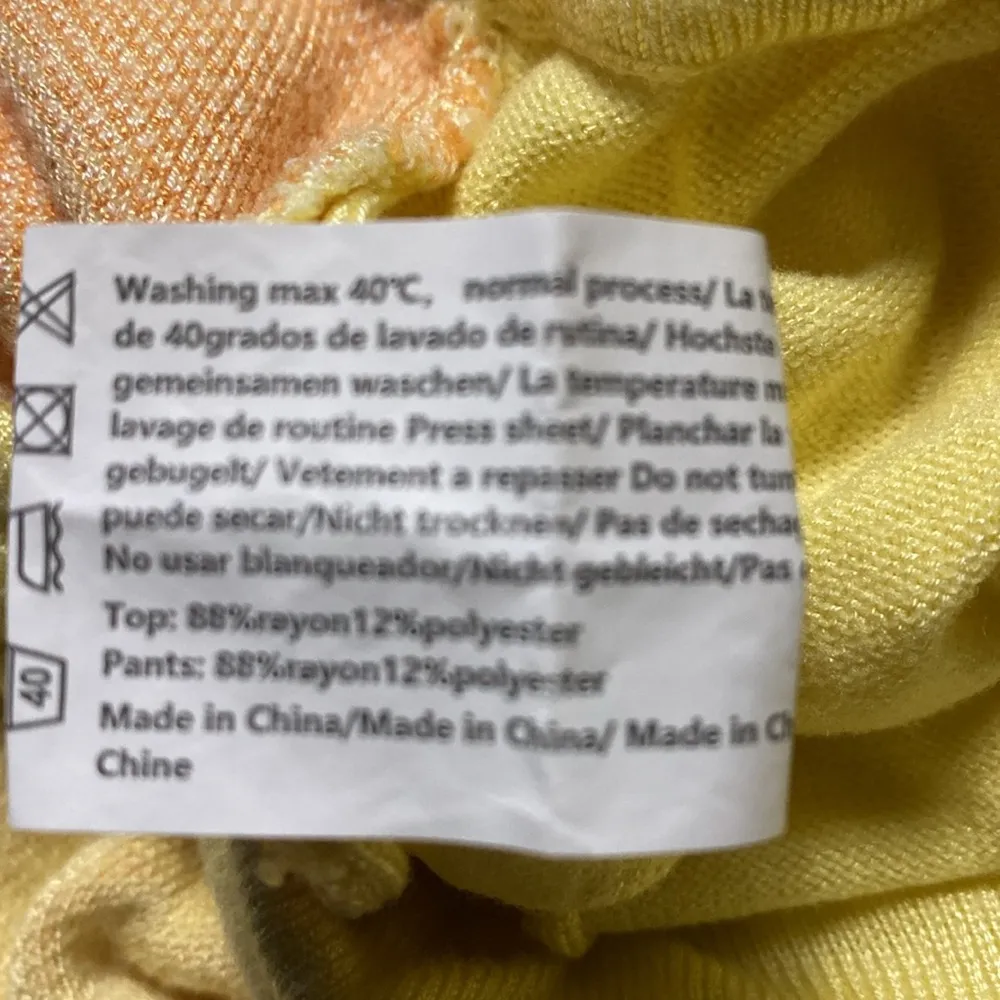 Washing max 40℃, normal process/ La
de 40grados de lavado de rutina/ Hochste
gemeinsamen waschen/ La temperature
lavage de routine Press sheet/ Planchar la
gebugelt/ Vetement a repasser Do not tum
puede secar/Nicht trocknen/ Pas de
No usar blanqueador/Nicht gebleicht/Pas
Top: 88%rayon12%polyester
Pants: 88%rayon12%polyester
Made in China/Made in China/ Made in
Chine
40